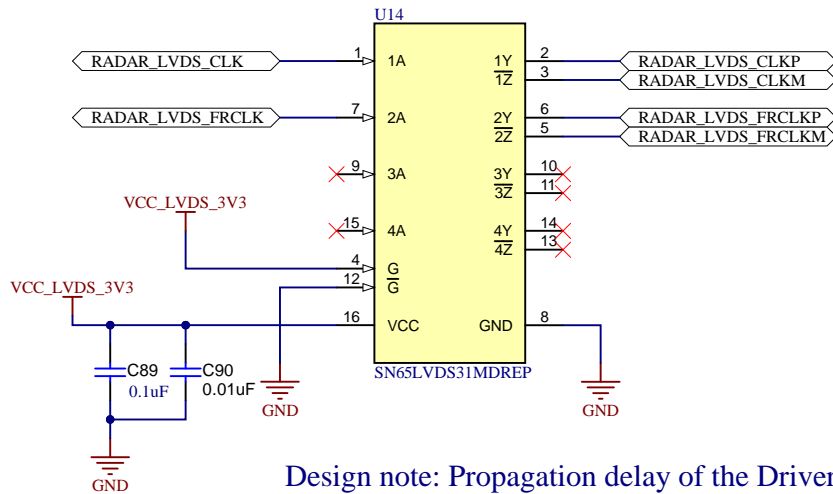 U14
RADAR_LVDS_CLK 1 1A 1Y 2 RADAR_LVDS_CLKP
1Z 3 RADAR_LVDS_CLKM
RADAR_LVDS_FRCLK 7 2A 2Y 6 RADAR_LVDS_FRCLKP
2Z 5 RADAR_LVDS_FRCLKM
9 3A 3Y 10
3Z 11
VCC_LVDS_3V3
15 4A 4Y 14
4Z 13
4 G
12 G
VCC_LVDS_3V3
16 VCC GND 8
C89 C90
0.1uF 0.01uF
SN65LVDS31MDREP
GND GND
GND
Design note: Propagation delay of the Driver